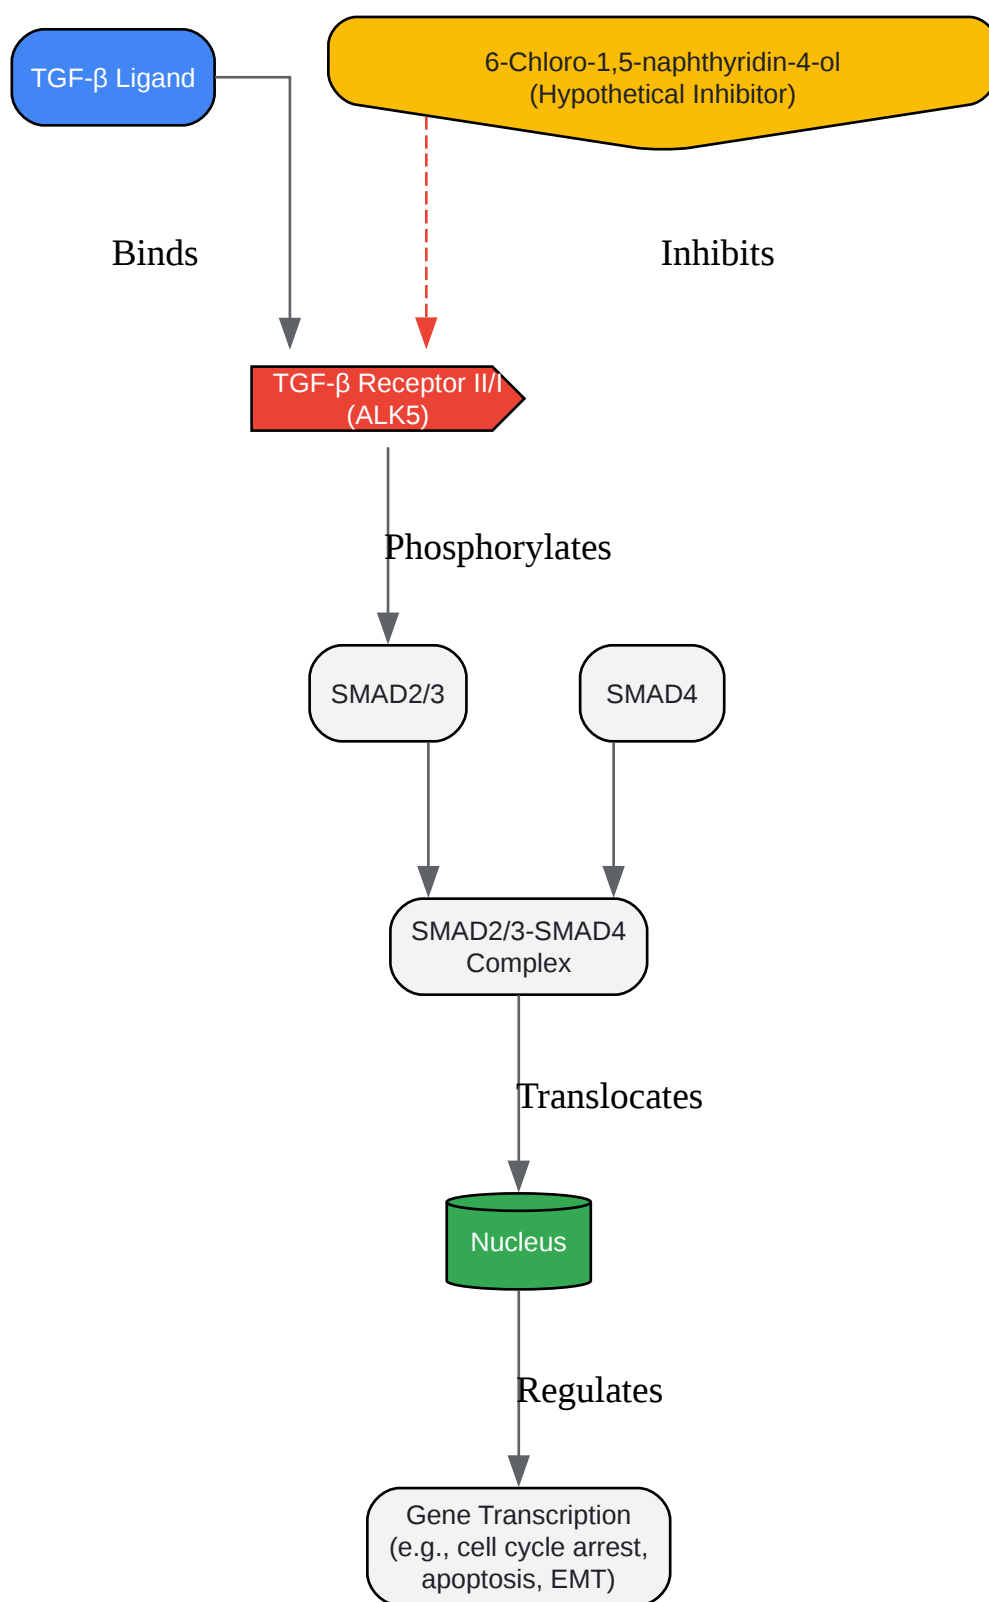 TGF-β Ligand
6-Chloro-1,5-naphthyridin-4-ol
(Hypothetical Inhibitor)
Binds
Inhibits
TGF-β Receptor II/I
(ALK5)
Phosphorylates
SMAD2/3
SMAD4
SMAD2/3-SMAD4
Complex
Translocates
Nucleus
Regulates
Gene Transcription
(e.g., cell cycle arrest,
apoptosis, EMT)